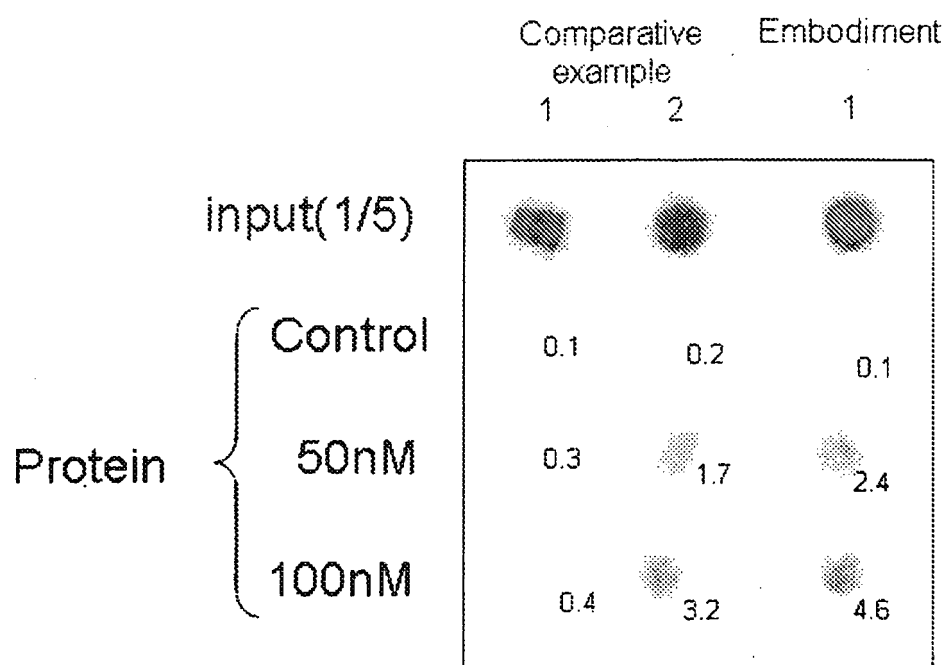 Comparative Embodiment
example
1 2 1
input(1/5)
Control 0.1 0.2 0.1
Protein 50nM 0.3 1.7 2.4
100nM 0.4 3.2 4.6